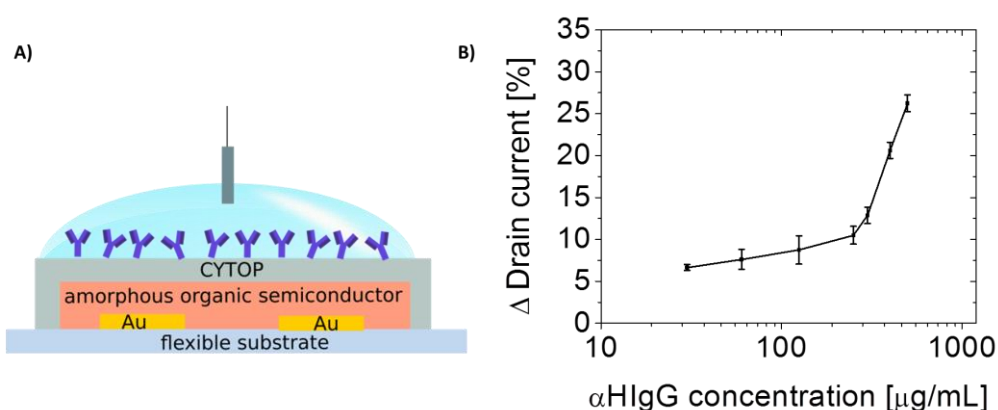 A)
CYTOP
amorphous organic semiconductor
Au Au
flexible substrate
B)
Δ Drain current [%]
35
30
25
20
15
10
5
0
10 100 1000
αHIgG concentration [μg/mL]